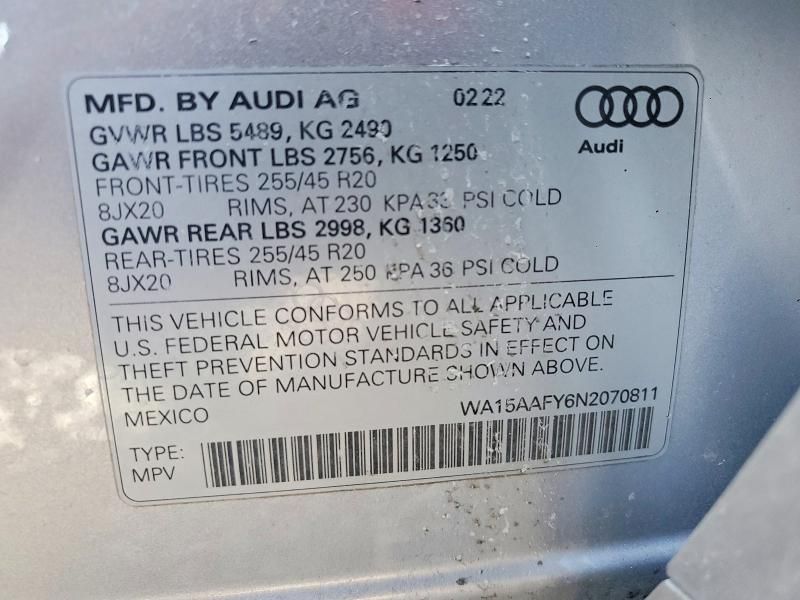 MFD. BY AUDI AG 02 22
GVWR LBS 5489, KG 2490
GAWR FRONT LBS 2756, KG 1250
FRONT-TIRES 255/45 R20
8JX20 RIMS, AT 230 KPA 33 PSI COLD
GAWR REAR LBS 2998, KG 1360
REAR-TIRES 255/45 R20
8JX20 RIMS, AT 250 KPA 36 PSI COLD
Audi
THIS VEHICLE CONFORMS TO ALL APPLICABLE
U.S. FEDERAL MOTOR VEHICLE SAFETY AND
THEFT PREVENTION STANDARDS IN EFFECT ON
THE DATE OF MANUFACTURE SHOWN ABOVE.
MEXICO WA15AAFY6N2070811
TYPE:
MPV